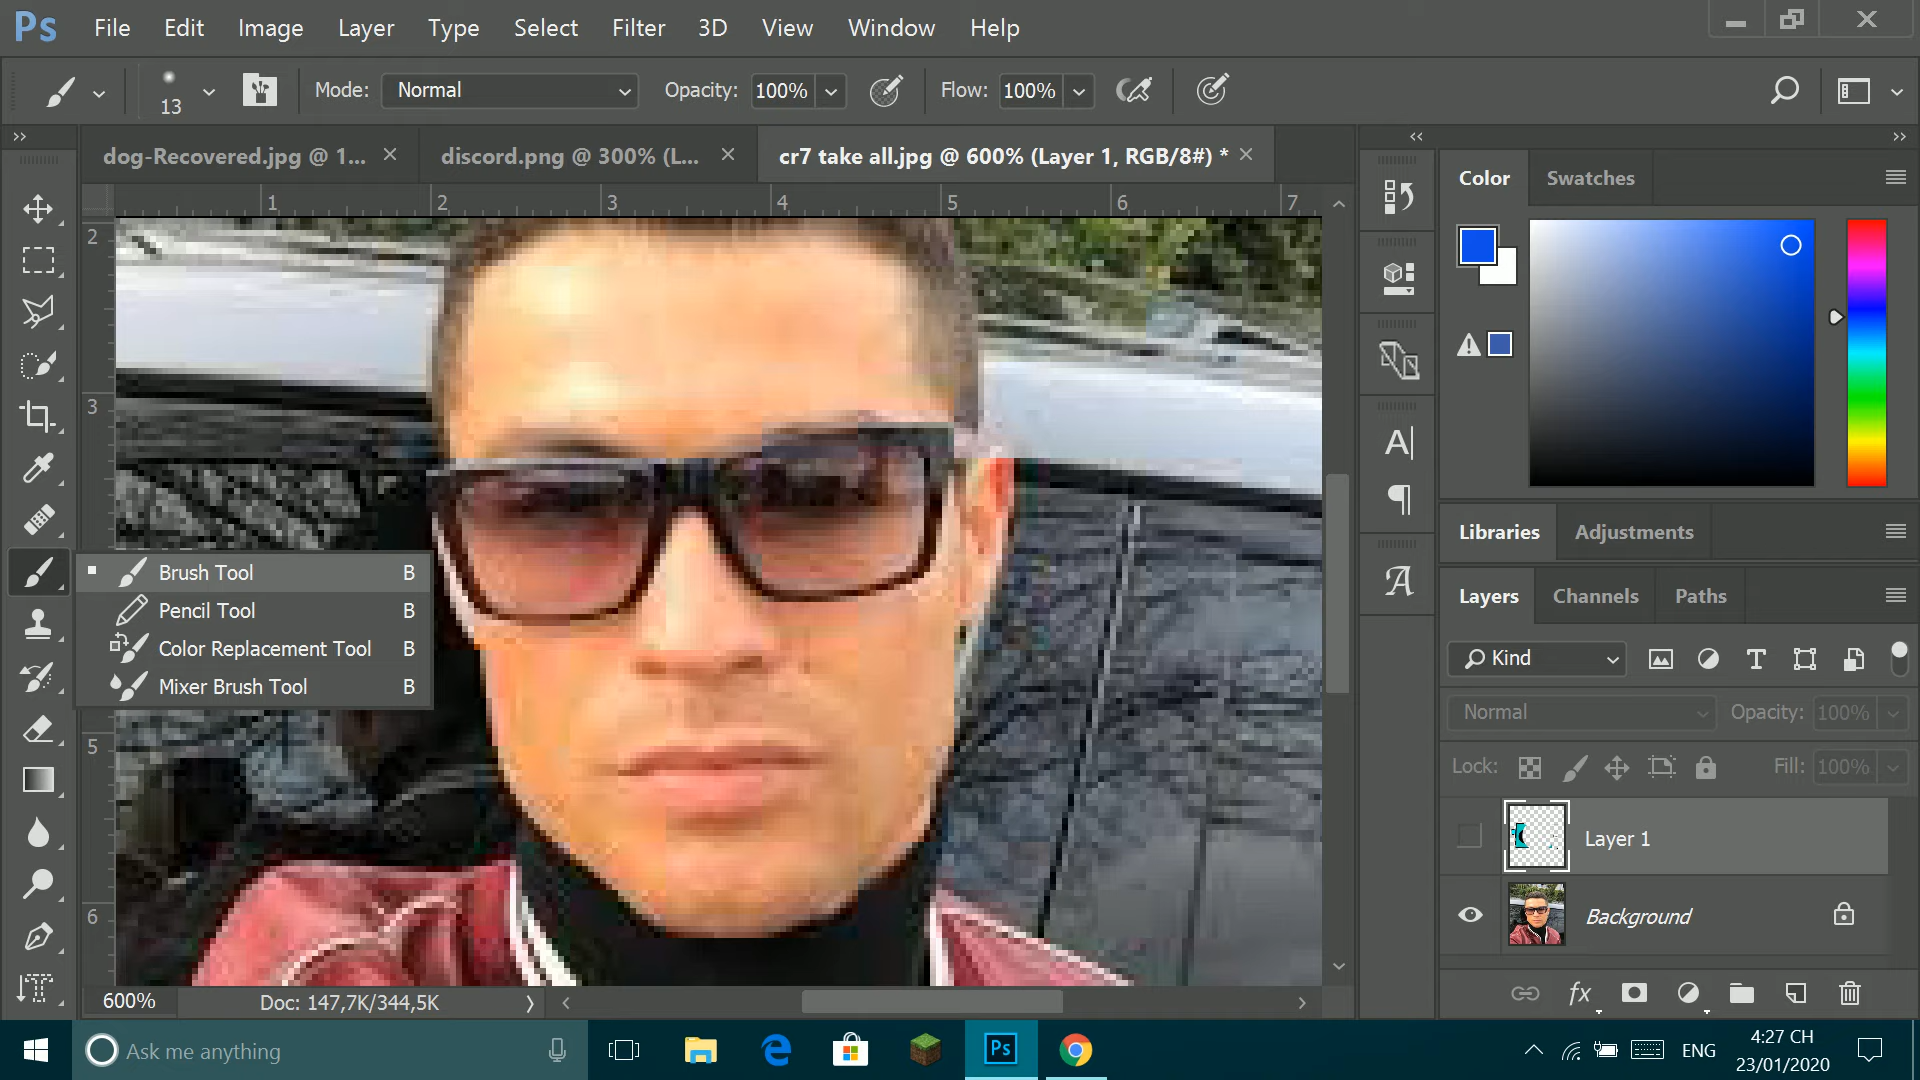 Ps File Edit Image Layer Type Select Filter 3D View Window Help
13 Mode: Normal Opacity: 100% Flow: 100%
dog-Recovered.jpg @ 1... × discord.png @ 300% (L... × cr7 take all.jpg @ 600% (Layer 1, RGB/8#) * ×
1 2 3 4 5 6 7
2
3
5
6
Brush Tool B
Pencil Tool B
Color Replacement Tool B
Mixer Brush Tool B
600% Doc: 147,7K/344,5K
Color Swatches
Libraries Adjustments
Layers Channels Paths
Kind
Normal Opacity: 100%
Lock: Fill: 100%
Layer 1
Background
fx
Ask me anything
Ps
ENG
4:27 CH
23/01/2020